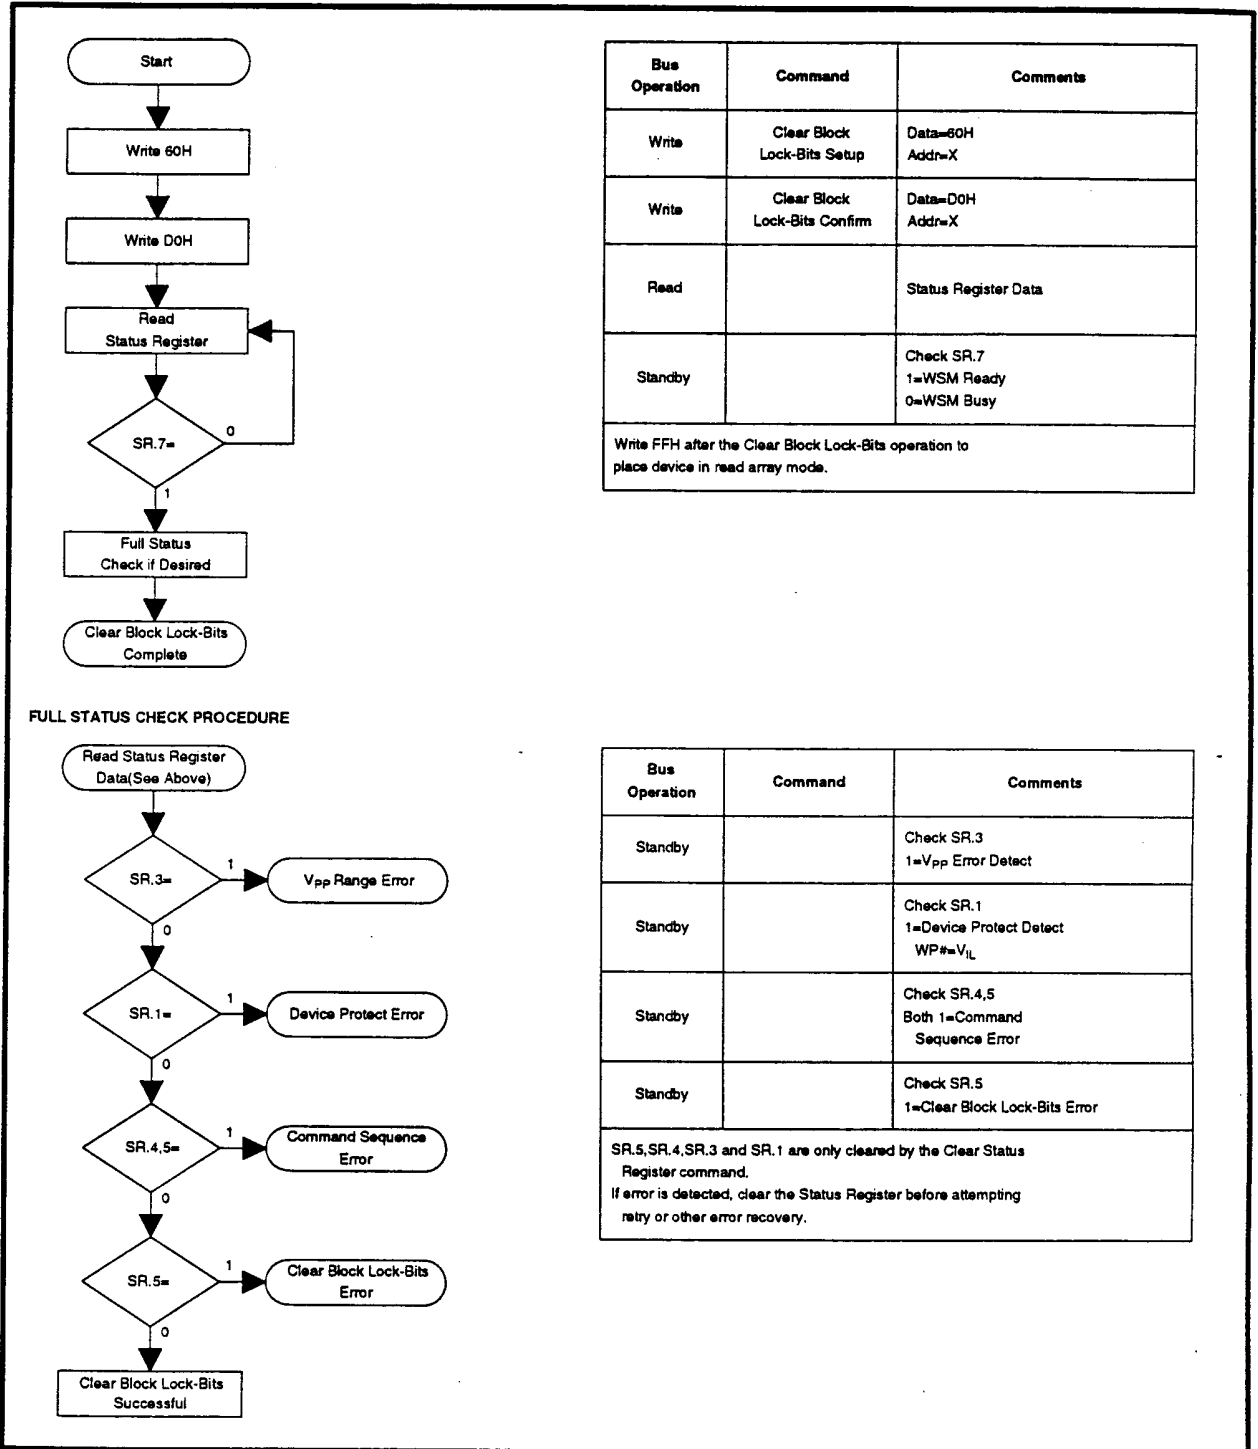 Start
Write 60H
Write D0H
Read
Status Register
SR.7=
0
1
Full Status
Check if Desired
Clear Block Lock-Bits
Complete
Bus
Operation
Command
Comments
Write
Clear Block
Lock-Bits Setup
Data=60H
Addr=X
Write
Clear Block
Lock-Bits Confirm
Data=D0H
Addr=X
Read
Status Register Data
Standby
Check SR.7
1=WSM Ready
0=WSM Busy
Write FFH after the Clear Block Lock-Bits operation to
place device in read array mode.
FULL STATUS CHECK PROCEDURE
Read Status Register
Data(See Above)
SR.3=
1
VPP Range Error
0
SR.1=
1
Device Protect Error
0
SR.4,5=
1
Command Sequence
Error
0
SR.5=
1
Clear Block Lock-Bits
Error
0
Clear Block Lock-Bits
Successful
Bus
Operation
Command
Comments
Standby
Check SR.3
1=VPP Error Detect
Standby
Check SR.1
1=Device Protect Detect
WP#=VIL
Standby
Check SR.4,5
Both 1=Command
Sequence Error
Standby
Check SR.5
1=Clear Block Lock-Bits Error
SR.5,SR.4,SR.3 and SR.1 are only cleared by the Clear Status
Register command.
If error is detected, clear the Status Register before attempting
retry or other error recovery.